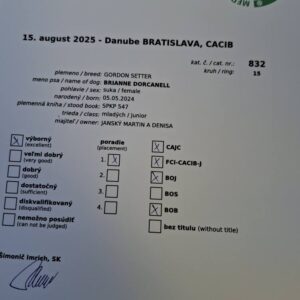 15. august 2025 - Danube BRATISLAVA, CACIB
kat. č. / cat. nr.: 832
kruh / ring: 15
plemeno / breed: GORDON SETTER
meno psa / name of dog: BRIANNE DORCANELL
pohlavie / sex: suka / female
narodený / born: 05.05.2024
plemenná kniha / stood book: SPKP 547
trieda / class: mladých / junior
majiteľ / owner: JANSKÝ MARTIN A DENISA
výborný
(excellent)
veľmi dobrý
(very good)
dobrý
(good)
dostatočný
(sufficient)
diskvalifikovaný
(disqualified)
nemožno posúdiť
(can not be judged)
poradie
(placement)
1.
2.
3.
4.
CAJC
FCI-CACIB-J
BOJ
BOS
BOB
bez titulu (without title)
Šimonič Imrich, SK